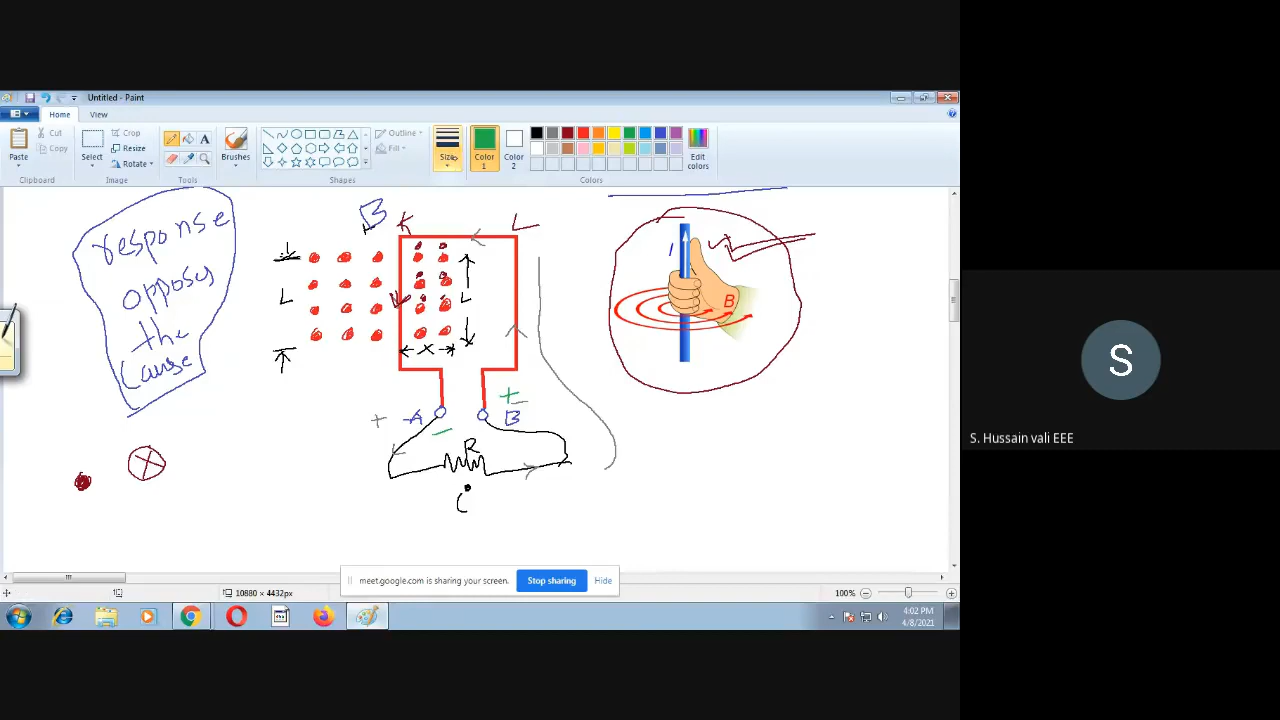 Untitled - Paint
Home
View
Paste
Cut
Copy
Clipboard
Select
Crop
Resize
Rotate
Image
Tools
Brushes
Shapes
Outline
Fill
Size
Color
1
Color
2
Edit
colors
Colors
response
opposes
the
Cause
B
K
L
L
L
X
+
A
B
+
R
I
B
S
S. Hussain vali EEE
meet.google.com is sharing your screen.
Stop sharing
Hide
10880 × 4432px
100%
4:02 PM
4/8/2021